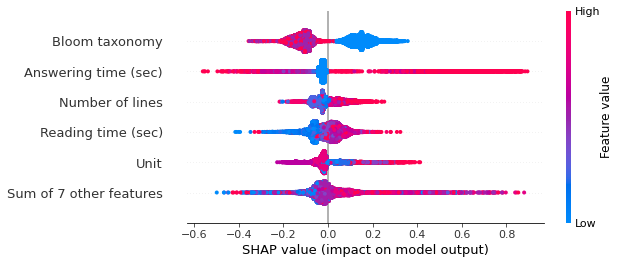 High
Bloom taxonomy
Answering time (sec)
Number of lines
Reading time (sec)
Unit
Sum of 7 other features
Feature value
Low
−0.6 −0.4 −0.2 0.0 0.2 0.4 0.6 0.8
SHAP value (impact on model output)